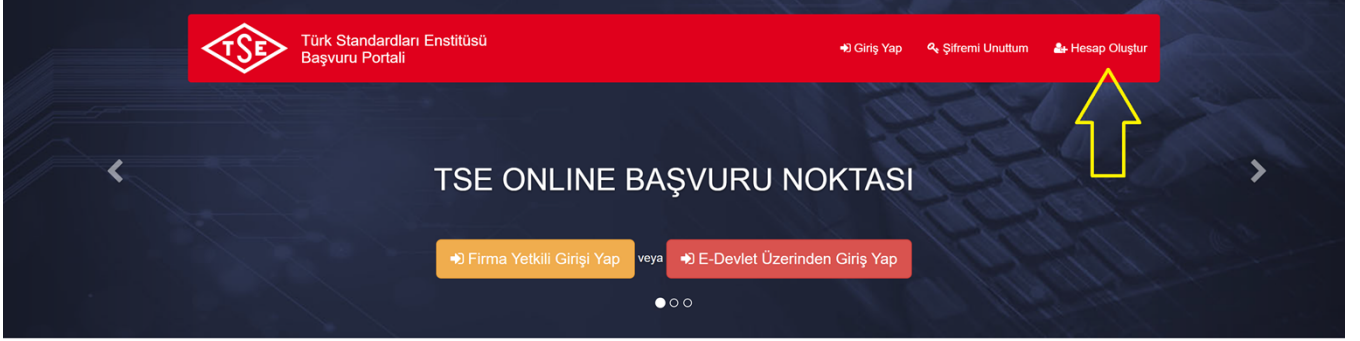 TSE
Türk Standardları Enstitüsü
Başvuru Portali
Giriş Yap
Şifremi Unuttum
Hesap Oluştur
TSE ONLINE BAŞVURU NOKTASI
Firma Yetkili Girişi Yap veya E-Devlet Üzerinden Giriş Yap